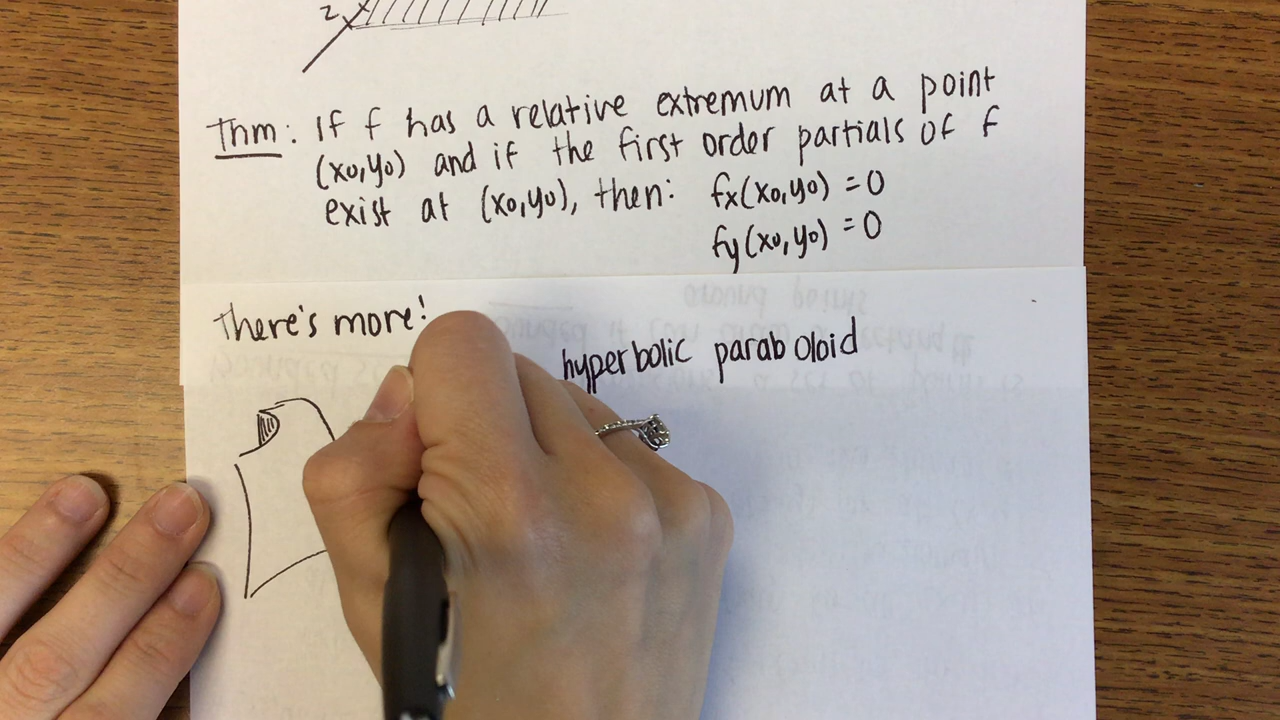 2
Thm: If f has a relative extremum at a point
(x0,y0) and if the first order partials of f
exist at (x0,y0), then: fx(x0,y0) = 0
fy(x0,y0) = 0
There's more!
hyperbolic paraboloid